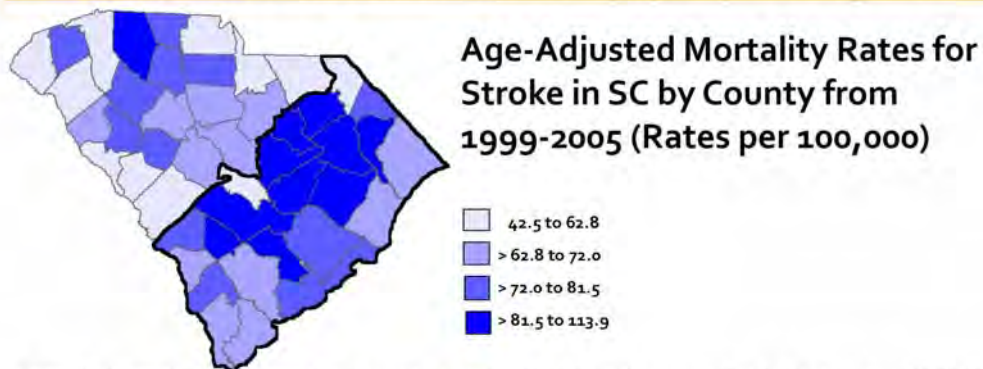 Age-Adjusted Mortality Rates for
Stroke in SC by County from
1999-2005 (Rates per 100,000)
42.5 to 62.8
> 62.8 to 72.0
> 72.0 to 81.5
> 81.5 to 113.9